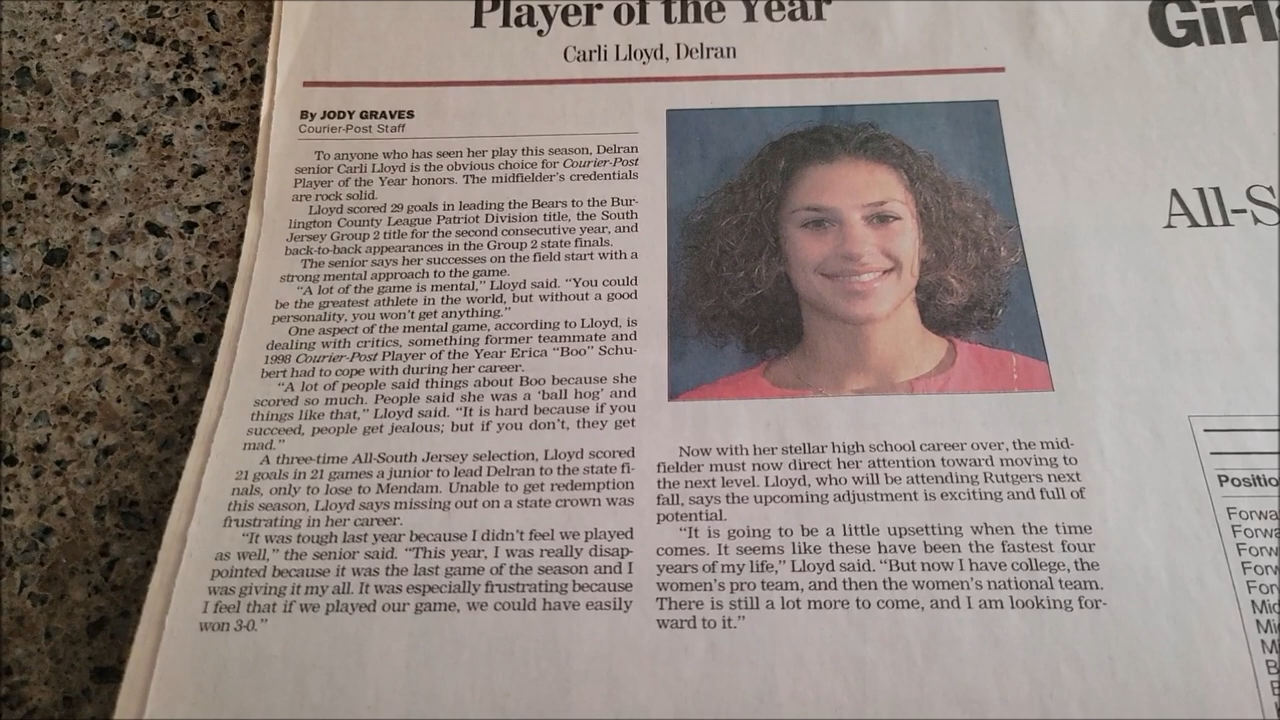 Player of the Year
Carli Lloyd, Delran
By JODY GRAVES
Courier-Post Staff
To anyone who has seen her play this season, Delran
senior Carli Lloyd is the obvious choice for Courier-Post
Player of the Year honors. The midfielder's credentials
are rock solid.
Lloyd scored 29 goals in leading the Bears to the Bur-
lington County League Patriot Division title, the South
Jersey Group 2 title for the second consecutive year, and
back-to-back appearances in the Group 2 state finals.
The senior says her successes on the field start with a
strong mental approach to the game.
“A lot of the game is mental,” Lloyd said. “You could
be the greatest athlete in the world, but without a good
personality, you won't get anything.”
One aspect of the mental game, according to Lloyd, is
dealing with critics, something former teammate and
1998 Courier-Post Player of the Year Erica “Boo” Schu-
bert had to cope with during her career.
“A lot of people said things about Boo because she
scored so much. People said she was a ‘ball hog’ and
things like that,” Lloyd said. “It is hard because if you
succeed, people get jealous; but if you don't, they get
mad.”
A three-time All-South Jersey selection, Lloyd scored
21 goals in 21 games a junior to lead Delran to the state fi-
nals, only to lose to Mendam. Unable to get redemption
this season, Lloyd says missing out on a state crown was
frustrating in her career.
“It was tough last year because I didn't feel we played
as well,” the senior said. “This year, I was really disap-
pointed because it was the last game of the season and I
was giving it my all. It was especially frustrating because
I feel that if we played our game, we could have easily
won 3-0.”
Now with her stellar high school career over, the mid-
fielder must now direct her attention toward moving to
the next level. Lloyd, who will be attending Rutgers next
fall, says the upcoming adjustment is exciting and full of
potential.
“It is going to be a little upsetting when the time
comes. It seems like these have been the fastest four
years of my life,” Lloyd said. “But now I have college, the
women's pro team, and then the women's national team.
There is still a lot more to come, and I am looking for-
ward to it.”
Girl
All-S
Positio
Forwa
Forwa
Forw
Forw
For
Mid
Mi
M
B